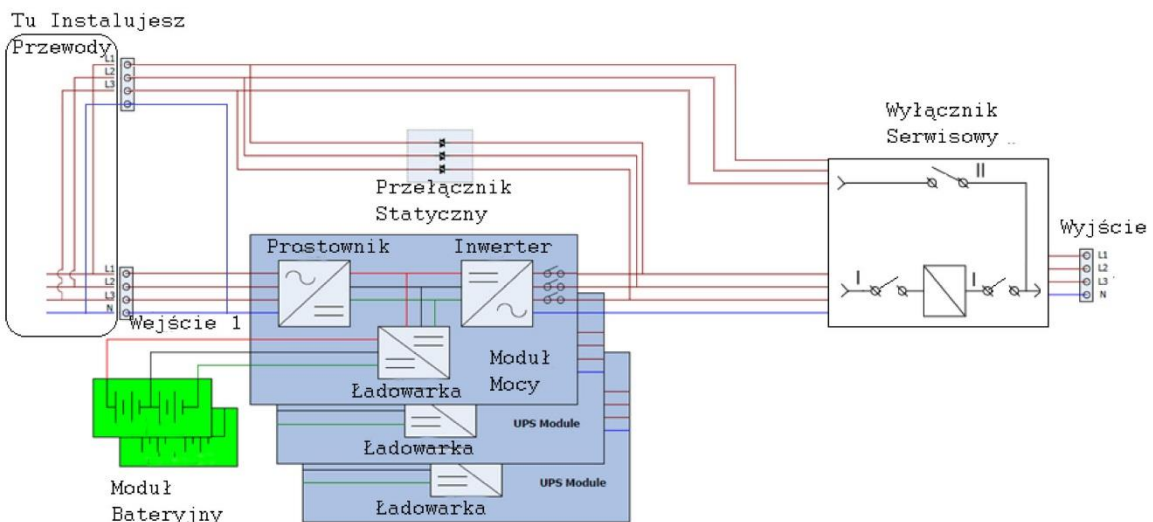 Tu Instalujesz
Przewody
L1
L2
L3
Wyłącznik
Serwisowy ..
II
Przełącznik
Statyczny
Wyjście
Prostownik
Inwerter
L1
L2
L3
N
I
I
L1
L2
L3
N
Wejście 1
Moduł
Mocy
Ładowarka
UPS Module
Ładowarka
UPS Module
Ładowarka
Moduł
Bateryjny